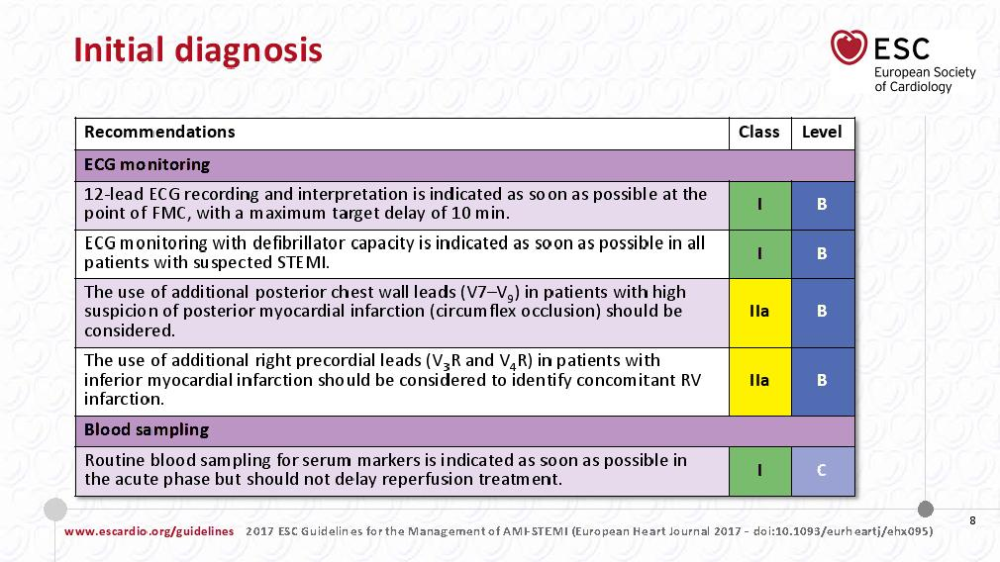 Initial diagnosis
ESC
European Society
of Cardiology
Recommendations Class Level
ECG monitoring
12-lead ECG recording and interpretation is indicated as soon as possible at the
point of FMC, with a maximum target delay of 10 min.
I B
ECG monitoring with defibrillator capacity is indicated as soon as possible in all
patients with suspected STEMI.
I B
The use of additional posterior chest wall leads (V7–V₉) in patients with high
suspicion of posterior myocardial infarction (circumflex occlusion) should be
considered.
IIa B
The use of additional right precordial leads (V₃R and V₄R) in patients with
inferior myocardial infarction should be considered to identify concomitant RV
infarction.
IIa B
Blood sampling
Routine blood sampling for serum markers is indicated as soon as possible in
the acute phase but should not delay reperfusion treatment.
I C
8
www.escardio.org/guidelines 2017 ESC Guidelines for the Management of AMI-STEMI (European Heart Journal 2017 - doi:10.1093/eurheartj/ehx095)